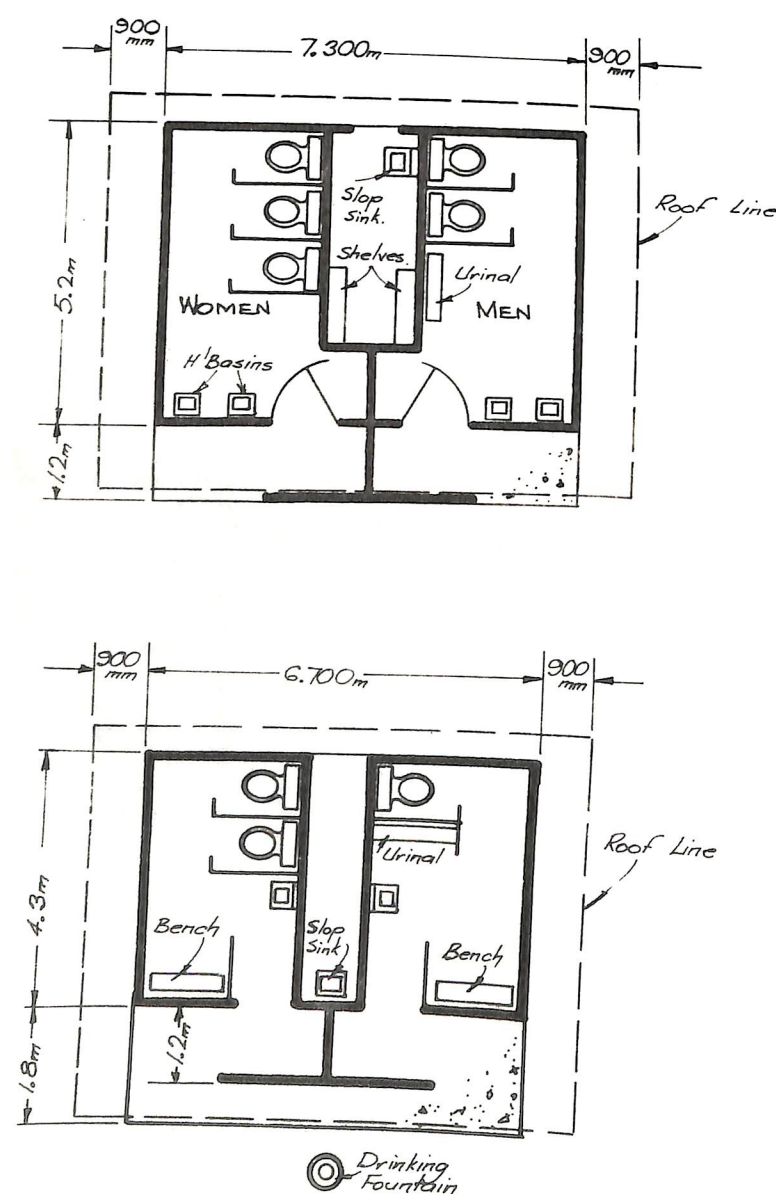 900
mm
7.300m
900
mm
Slop
Sink.
Roof Line
Shelves.
Urinal
5.2m
WOMEN
MEN
H'Basins
1.2m
900
mm
6.700m
900
mm
Urinal
Roof Line
4.3m
Bench
Slop
Sink
Bench
1.2m
1.8m
Drinking
Fountain